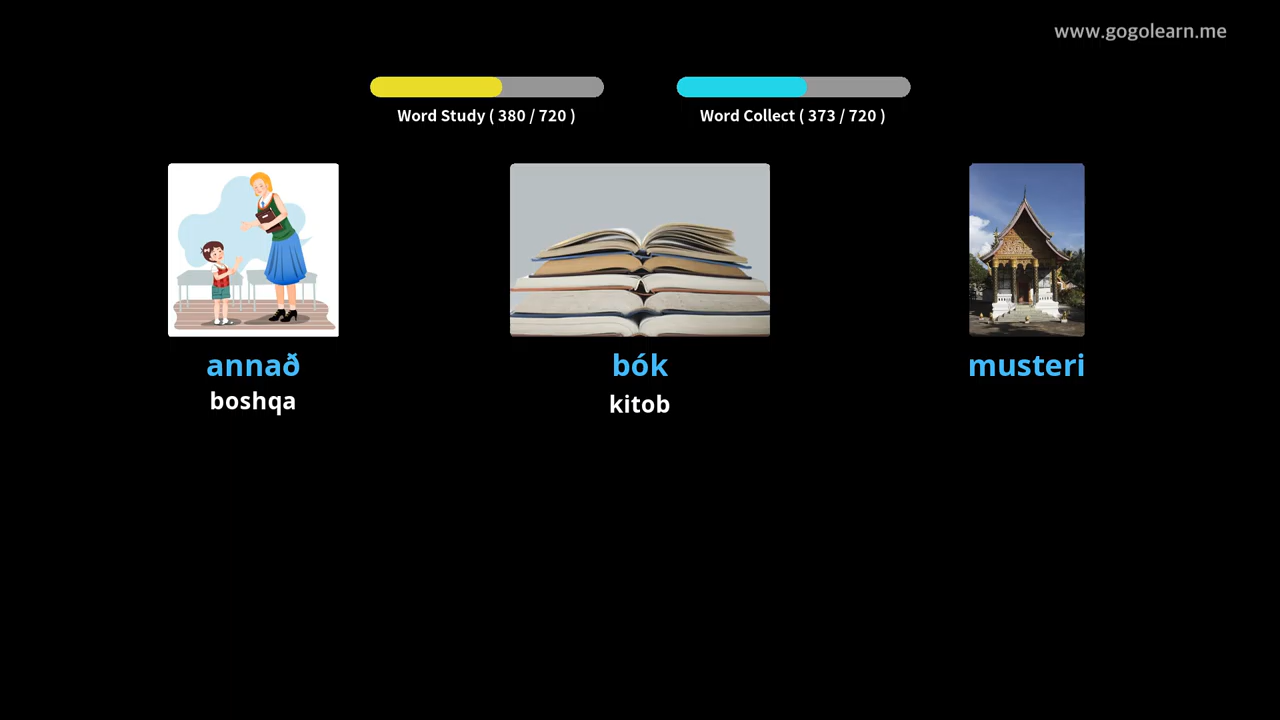 www.gogolearn.me
Word Study ( 380 / 720 )
Word Collect ( 373 / 720 )
annað
bók
musteri
boshqa
kitob